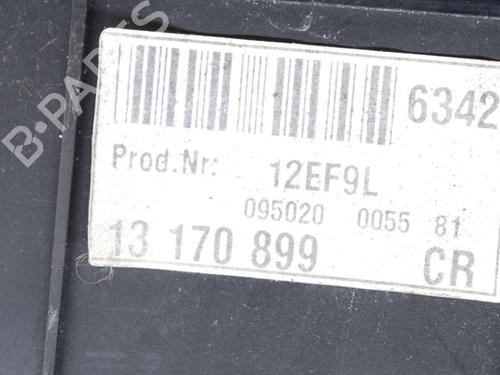 6342
Prod.Nr: 12EF9L
095020 0055 81
13 170 899 CR
B-PARTS